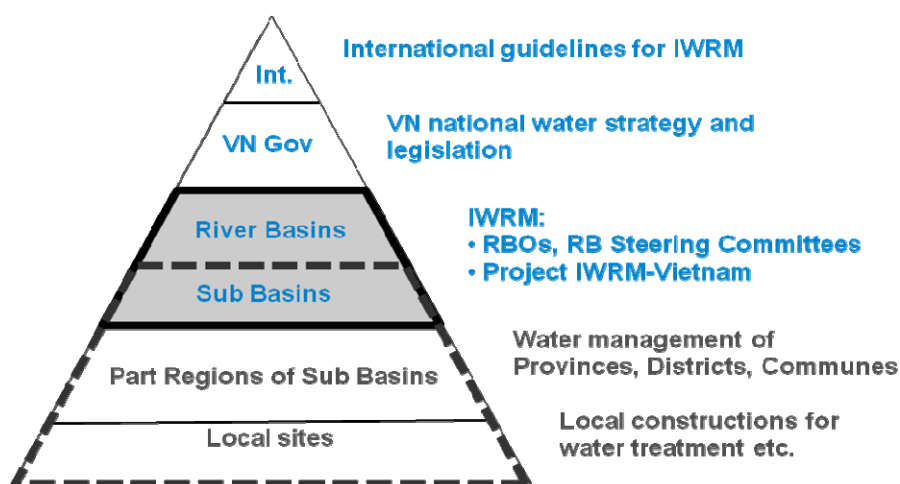 International guidelines for IWRM
Int.
VN Gov
VN national water strategy and
legislation
River Basins
IWRM:
• RBOs, RB Steering Committees
• Project IWRM-Vietnam
Sub Basins
Water management of
Provinces, Districts, Communes
Part Regions of Sub Basins
Local constructions for
water treatment etc.
Local sites